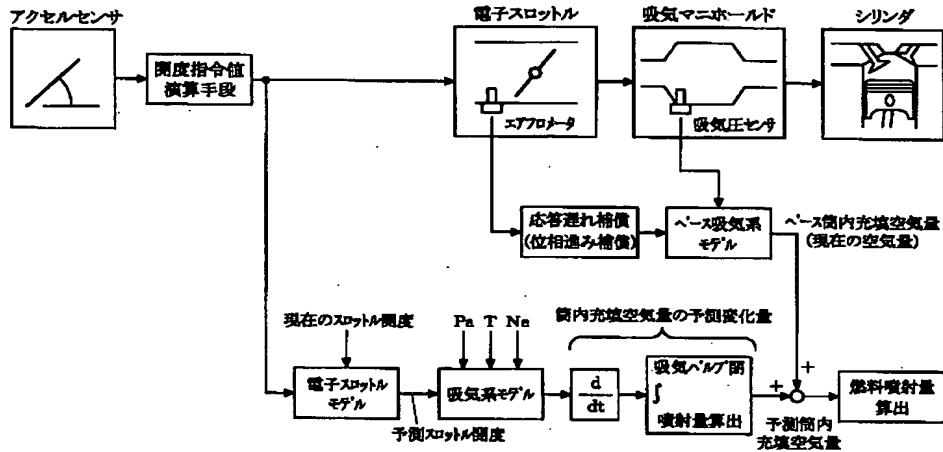 アクセルセンサ
電子スロットル
吸気マニホールド
シリンダ
開度指令値
演算手段
エアフロメータ
吸気圧センサ
応答遅れ補償
(位相進み補償)
ベース吸気系
モデル
ベース筒内充填空気量
(現在の空気量)
現在のスロットル開度
Pa T Ne
筒内充填空気量の予測変化量
電子スロットル
モデル
吸気系モデル
d
dt
吸気バルブ閉
∫
噴射量算出
+
+
燃料噴射量
算出
予測スロットル開度
予測筒内
充填空気量